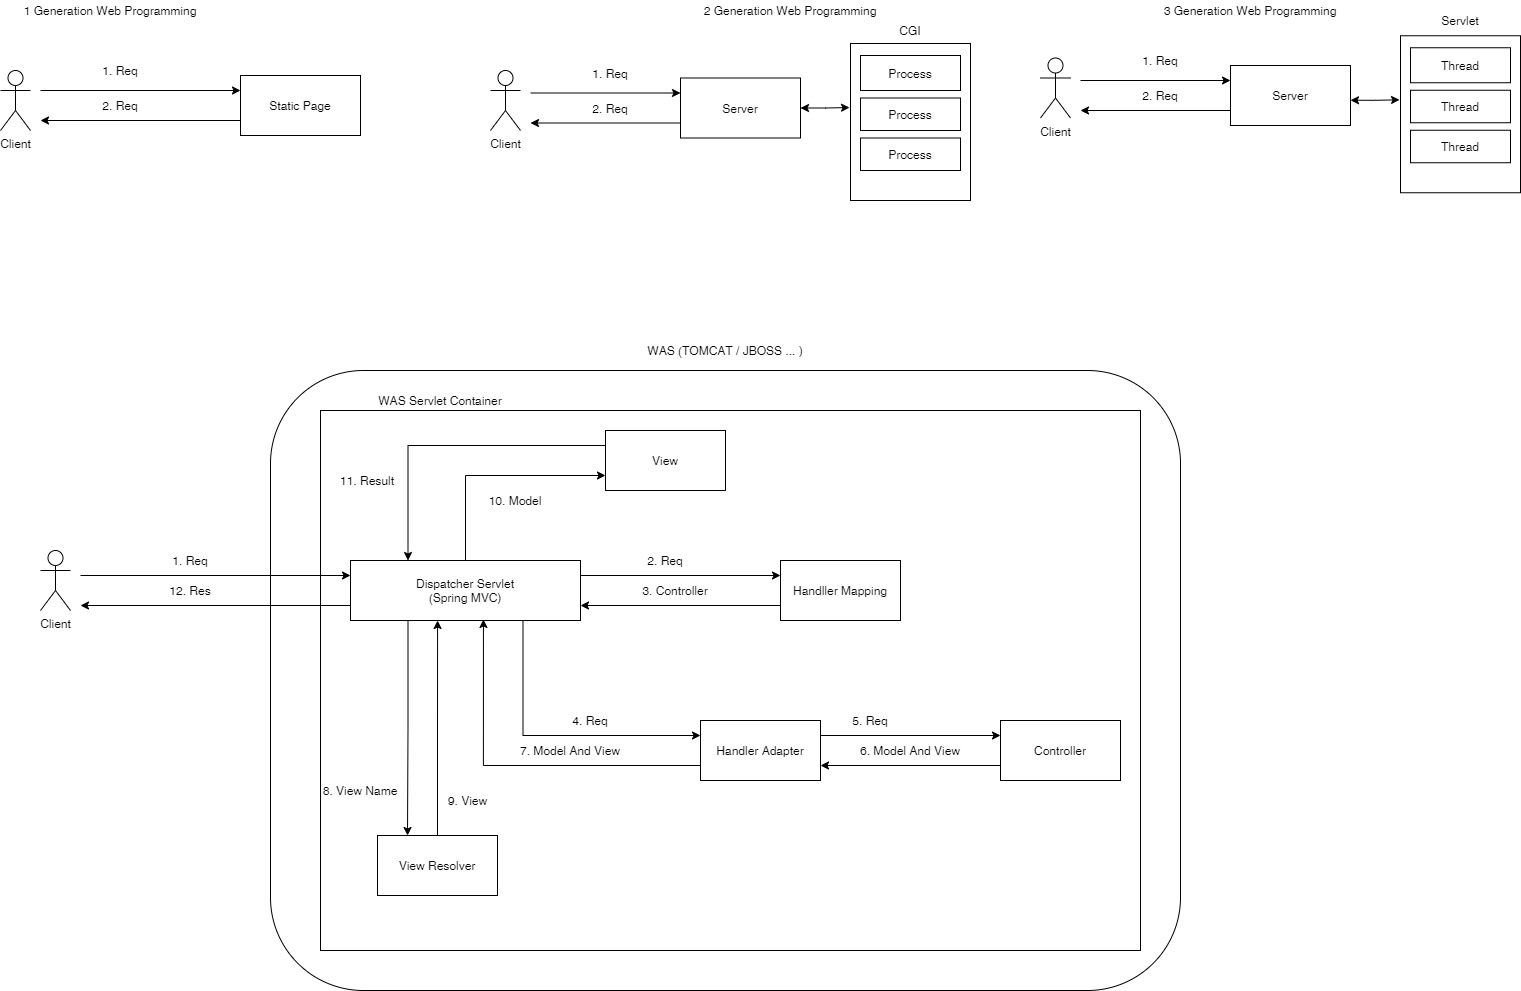 1 Generation Web Programming
1. Req
2. Req
Static Page
Client
2 Generation Web Programming
CGI
1. Req
2. Req
Server
Process
Process
Process
Client
3 Generation Web Programming
Servlet
1. Req
2. Req
Server
Thread
Thread
Thread
Client
WAS (TOMCAT / JBOSS ... )
WAS Servlet Container
View
11. Result
10. Model
1. Req
12. Res
Client
Dispatcher Servlet
(Spring MVC)
2. Req
3. Controller
Handller Mapping
4. Req
7. Model And View
Handler Adapter
5. Req
6. Model And View
Controller
8. View Name
9. View
View Resolver